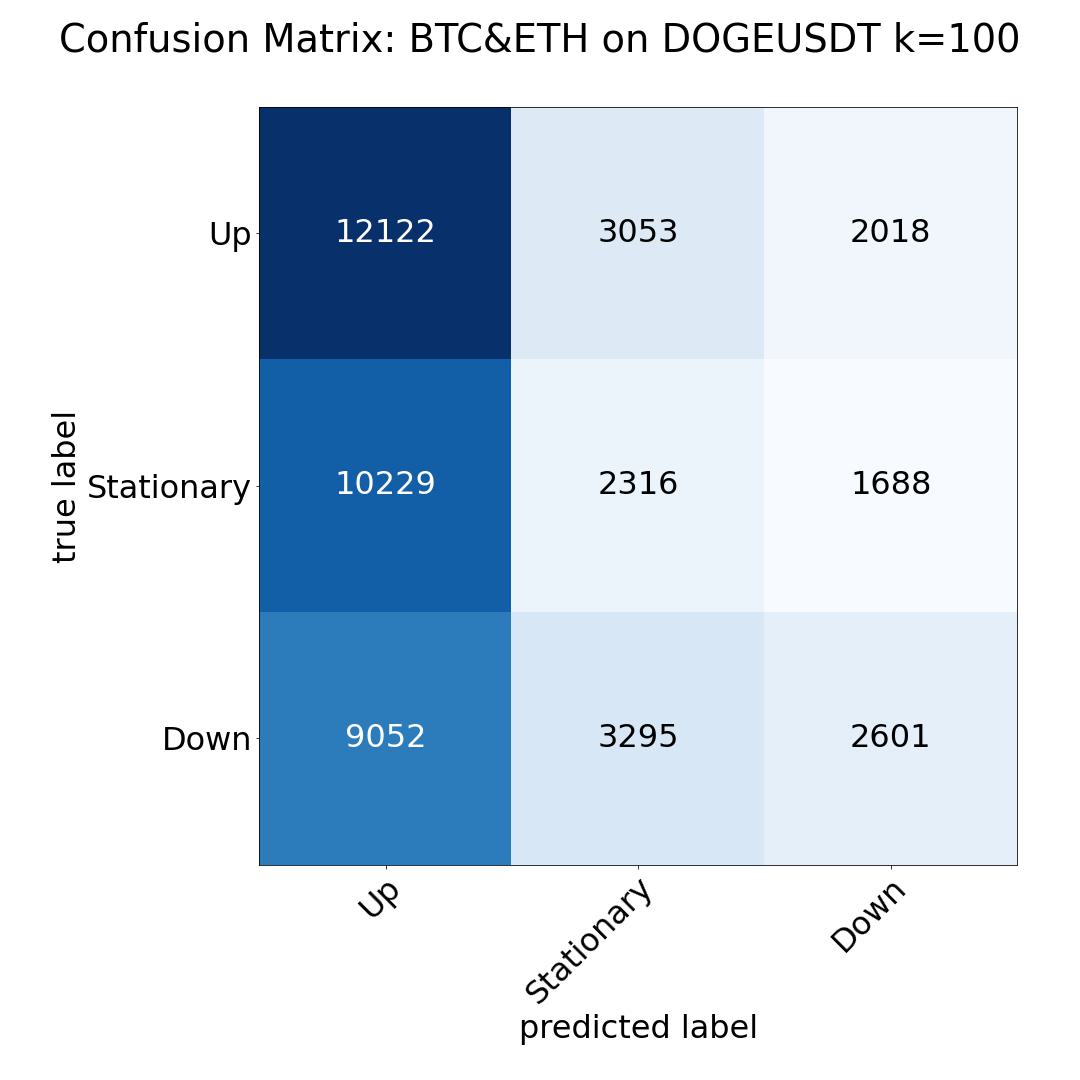 Confusion Matrix: BTC&ETH on DOGEUSDT k=100
Up
12122
3053
2018
true label
Stationary
10229
2316
1688
Down
9052
3295
2601
Up
Stationary
Down
predicted label